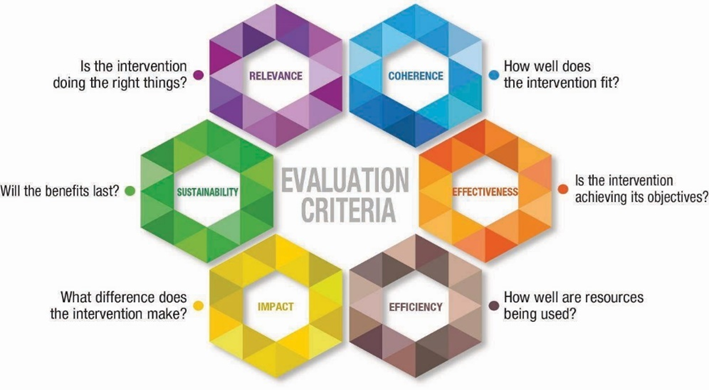 Is the intervention
doing the right things?
RELEVANCE
COHERENCE
How well does
the intervention fit?
Will the benefits last?
SUSTAINABILITY
EVALUATION
CRITERIA
EFFECTIVENESS
Is the intervention
achieving its objectives?
What difference does
the intervention make?
IMPACT
EFFICIENCY
How well are resources
being used?